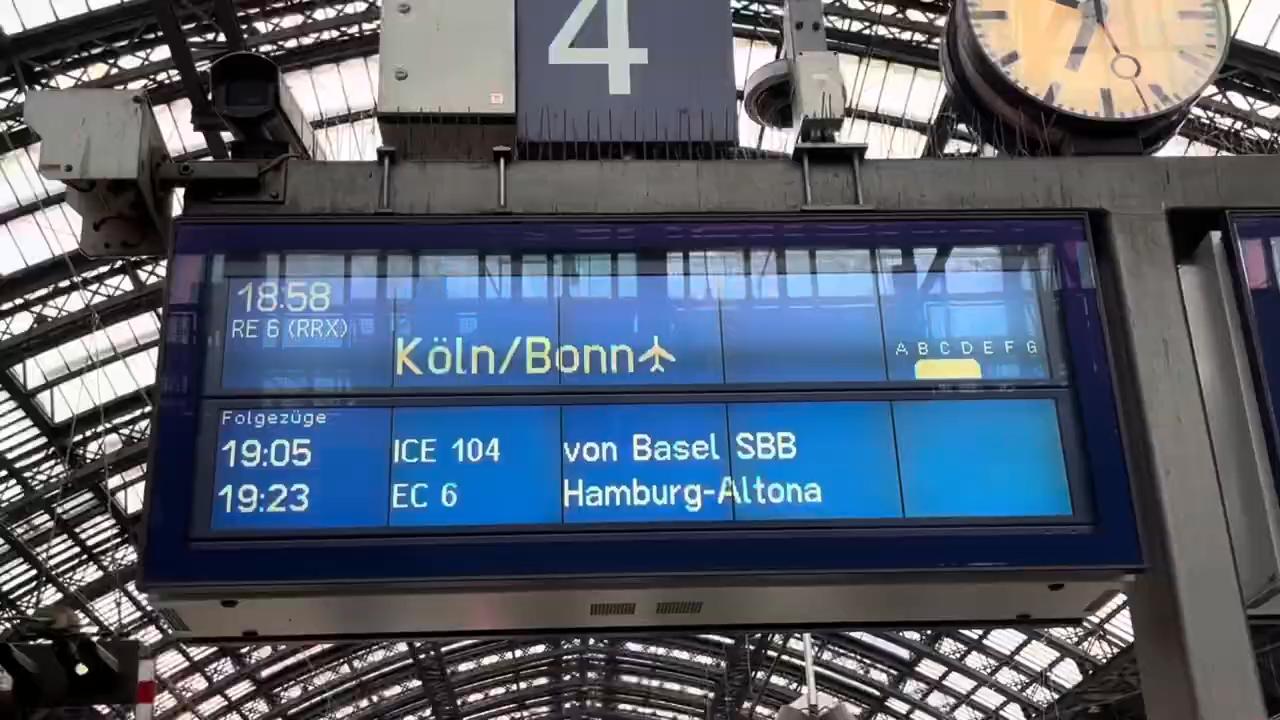 4
18:58
RE 6 (RRX)
Köln/Bonn
A B C D E F G
Folgezüge
19:05 ICE 104 von Basel SBB
19:23 EC 6 Hamburg-Altona